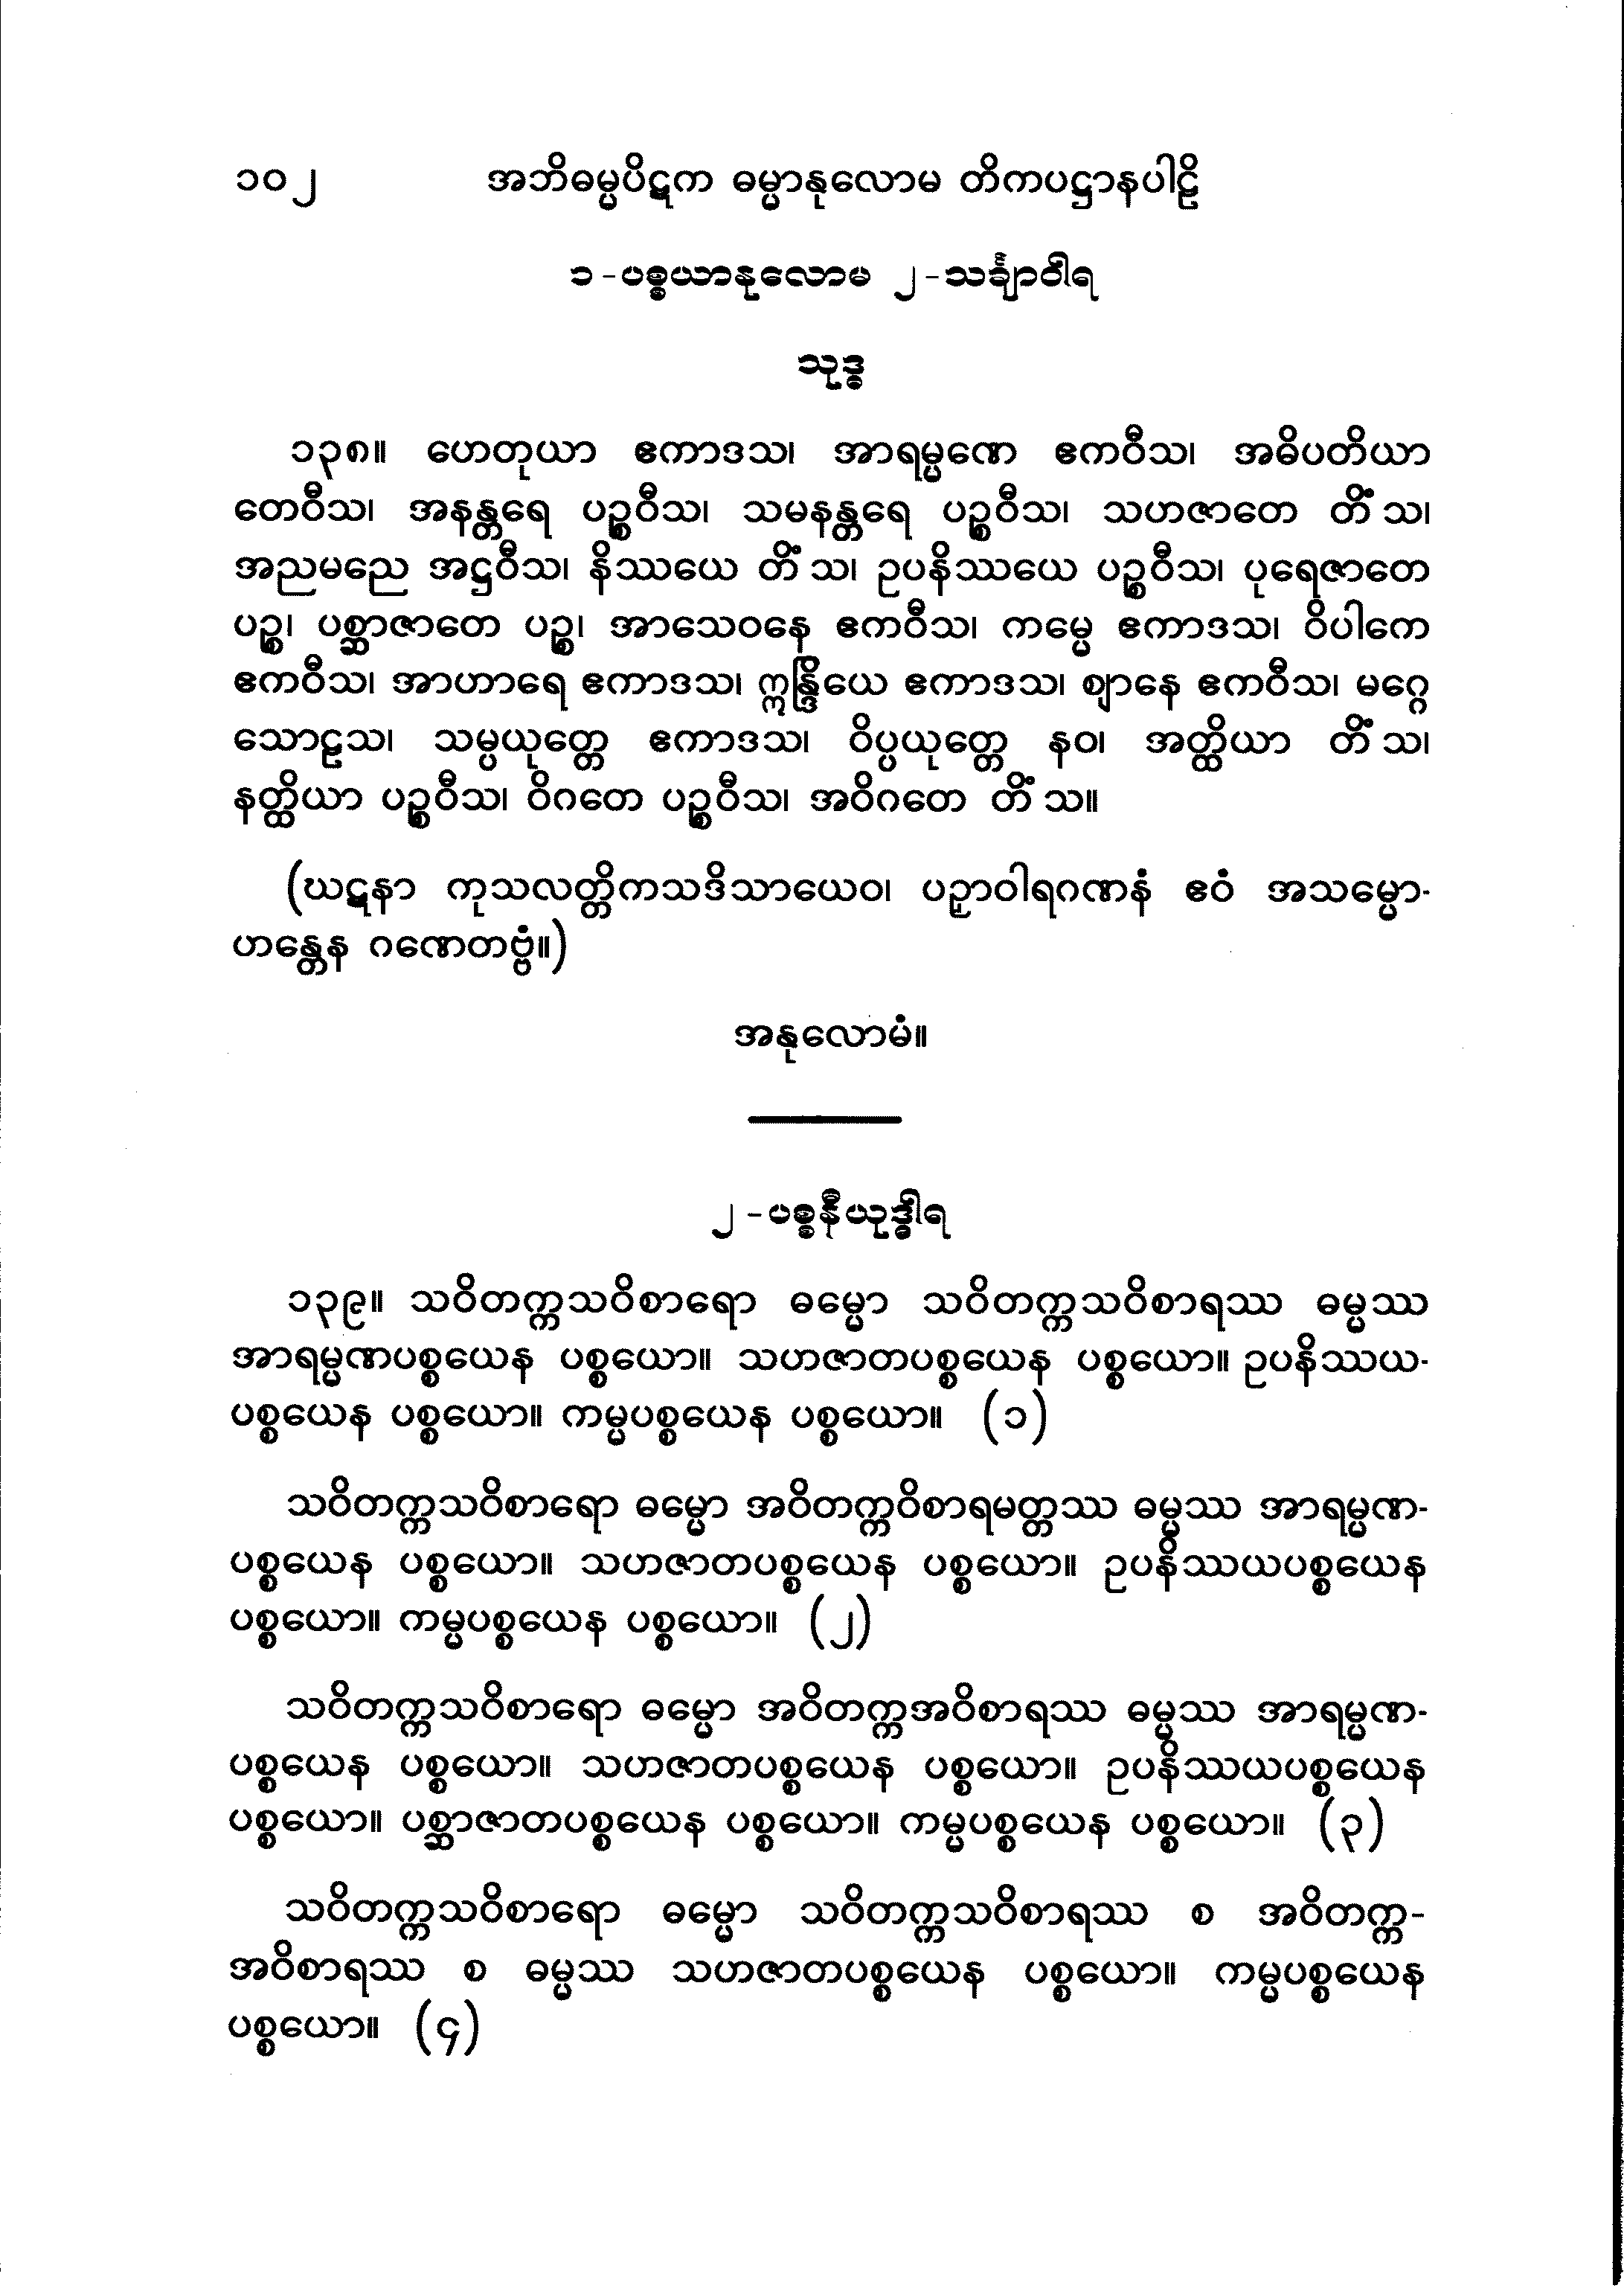 ၁၀၂ အဘိဓမ္မပိဋက ဓမ္မာနုလောမ တိကပဋ္ဌာနပါဠိ
၁-ပစ္စယာနုလောမ ၂-သင်္ချာဝါရ
သုဒ္ဓ
၁၃၈။ ဟေတုယာ ဧကာဒသ၊ အာရမ္မဏေ ဧကဝီသ၊ အဓိပတိယာ
တေဝီသ၊ အနန္တရေ ပဉ္စဝီသ၊ သမနန္တရေ ပဉ္စဝီသ၊ သဟဇာတေ တိံသ၊
အညမညေ အဋ္ဌဝီသ၊ နိဿယေ တိံသ၊ ဥပနိဿယေ ပဉ္စဝီသ၊ ပုရေဇာတေ
ပဉ္စ၊ ပစ္ဆာဇာတေ ပဉ္စ၊ အာသေဝနေ ဧကဝီသ၊ ကမ္မေ ဧကာဒသ၊ ဝိပါကေ
ဧကဝီသ၊ အာဟာရေ ဧကာဒသ၊ ဣန္ဒြိယေ ဧကာဒသ၊ ဈာနေ ဧကဝီသ၊ မဂ္ဂေ
သောဠသ၊ သမ္ပယုတ္တေ ဧကာဒသ၊ ဝိပ္ပယုတ္တေ နဝ၊ အတ္ထိယာ တိံသ၊
နတ္ထိယာ ပဉ္စဝီသ၊ ဝိဂတေ ပဉ္စဝီသ၊ အဝိဂတေ တိံသ။
(ဃဋနာ ကုသလတ္တိကသဒိသာယေဝ၊ ပဉှာဝါရဂဏနံ ဧဝံ အသမ္မော-
ဟန္တေန ဂဏေတဗ္ဗံ။)
အနုလောမံ။
၂-ပစ္စနီယုဒ္ဓါရ
၁၃၉။ သဝိတက္ကသဝိစာရော ဓမ္မော သဝိတက္ကသဝိစာရဿ ဓမ္မဿ
အာရမ္မဏပစ္စယေန ပစ္စယော။ သဟဇာတပစ္စယေန ပစ္စယော။ ဥပနိဿယ-
ပစ္စယေန ပစ္စယော။ ကမ္မပစ္စယေန ပစ္စယော။ (၁)
သဝိတက္ကသဝိစာရော ဓမ္မော အဝိတက္ကဝိစာရမတ္တဿ ဓမ္မဿ အာရမ္မဏ-
ပစ္စယေန ပစ္စယော။ သဟဇာတပစ္စယေန ပစ္စယော။ ဥပနိဿယပစ္စယေန
ပစ္စယော။ ကမ္မပစ္စယေန ပစ္စယော။ (၂)
သဝိတက္ကသဝိစာရော ဓမ္မော အဝိတက္ကအဝိစာရဿ ဓမ္မဿ အာရမ္မဏ-
ပစ္စယေန ပစ္စယော။ သဟဇာတပစ္စယေန ပစ္စယော။ ဥပနိဿယပစ္စယေန
ပစ္စယော။ ပစ္ဆာဇာတပစ္စယေန ပစ္စယော။ ကမ္မပစ္စယေန ပစ္စယော။ (၃)
သဝိတက္ကသဝိစာရော ဓမ္မော သဝိတက္ကသဝိစာရဿ စ အဝိတက္က-
အဝိစာရဿ စ ဓမ္မဿ သဟဇာတပစ္စယေန ပစ္စယော။ ကမ္မပစ္စယေန
ပစ္စယော။ (၄)